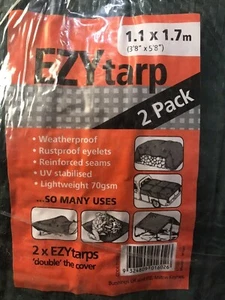 1.1 x 1.7m
(3'8" x 5'8")
EZYtarp
2 Pack
• Weatherproof
• Rustproof eyelets
• Reinforced seams
• UV stabilised
• Lightweight 70gsm
...SO MANY USES
2 x EZYtarps
'double' the cover